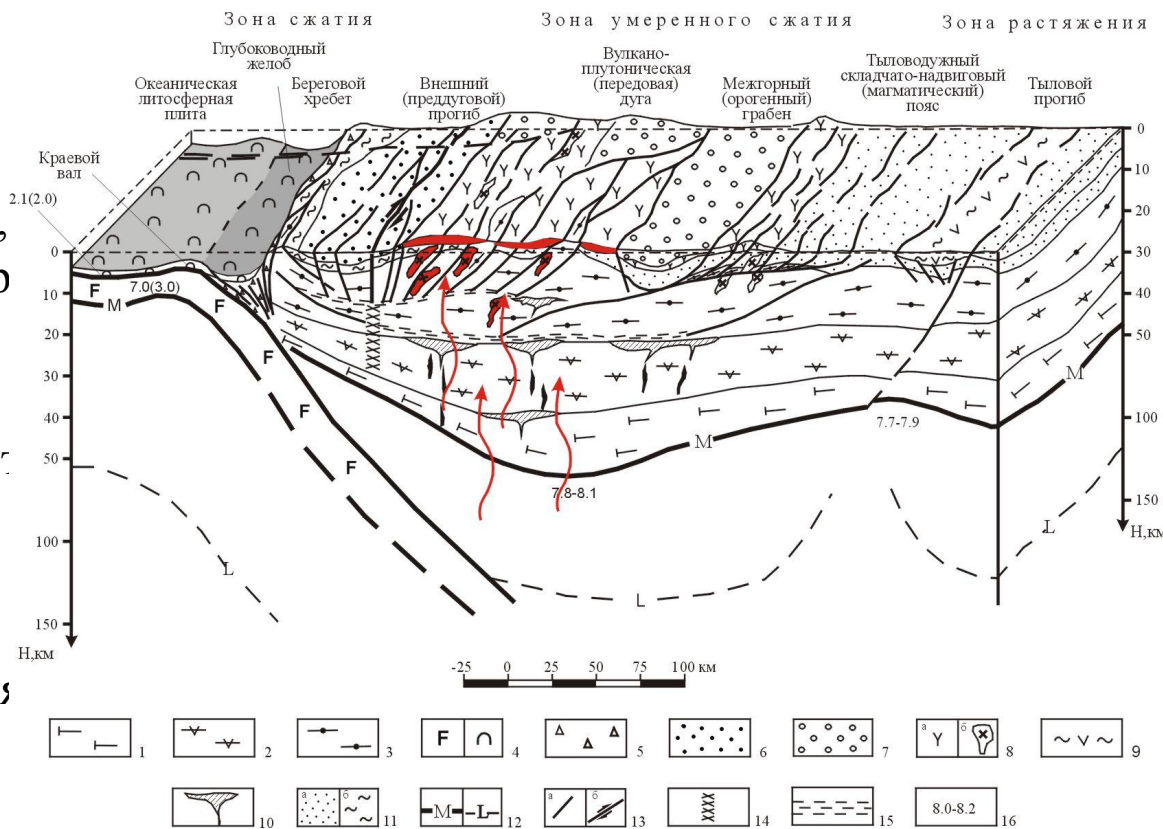 Зона сжатия
Зона умеренного сжатия
Зона растяжения
Глубоководный
желоб
Океаническая
литосферная
плита
Береговой
хребет
Внешний
(преддуговой)
прогиб
Вулкано-
плутоническая
(передовая)
дуга
Межгорный
(орогенный)
грабен
Тыловодужный
складчато-надвиговый
(магматический)
пояс
Тыловой
прогиб
Краевой
вал
2.1(2.0)
0
10
20
30
40
50
100
150
Н,км
0
10
20
30
40
50
100
150
Н,км
F
7.0(3.0)
M
F
F
F
M
M
7.8-8.1
7.7-7.9
L
L
L
-25 0 25 50 75 100 км
1
2
3
F 4
5
6
7
а б 8
9
10
а б 11
M L 12
а б 13
14
15
8.0-8.2 16